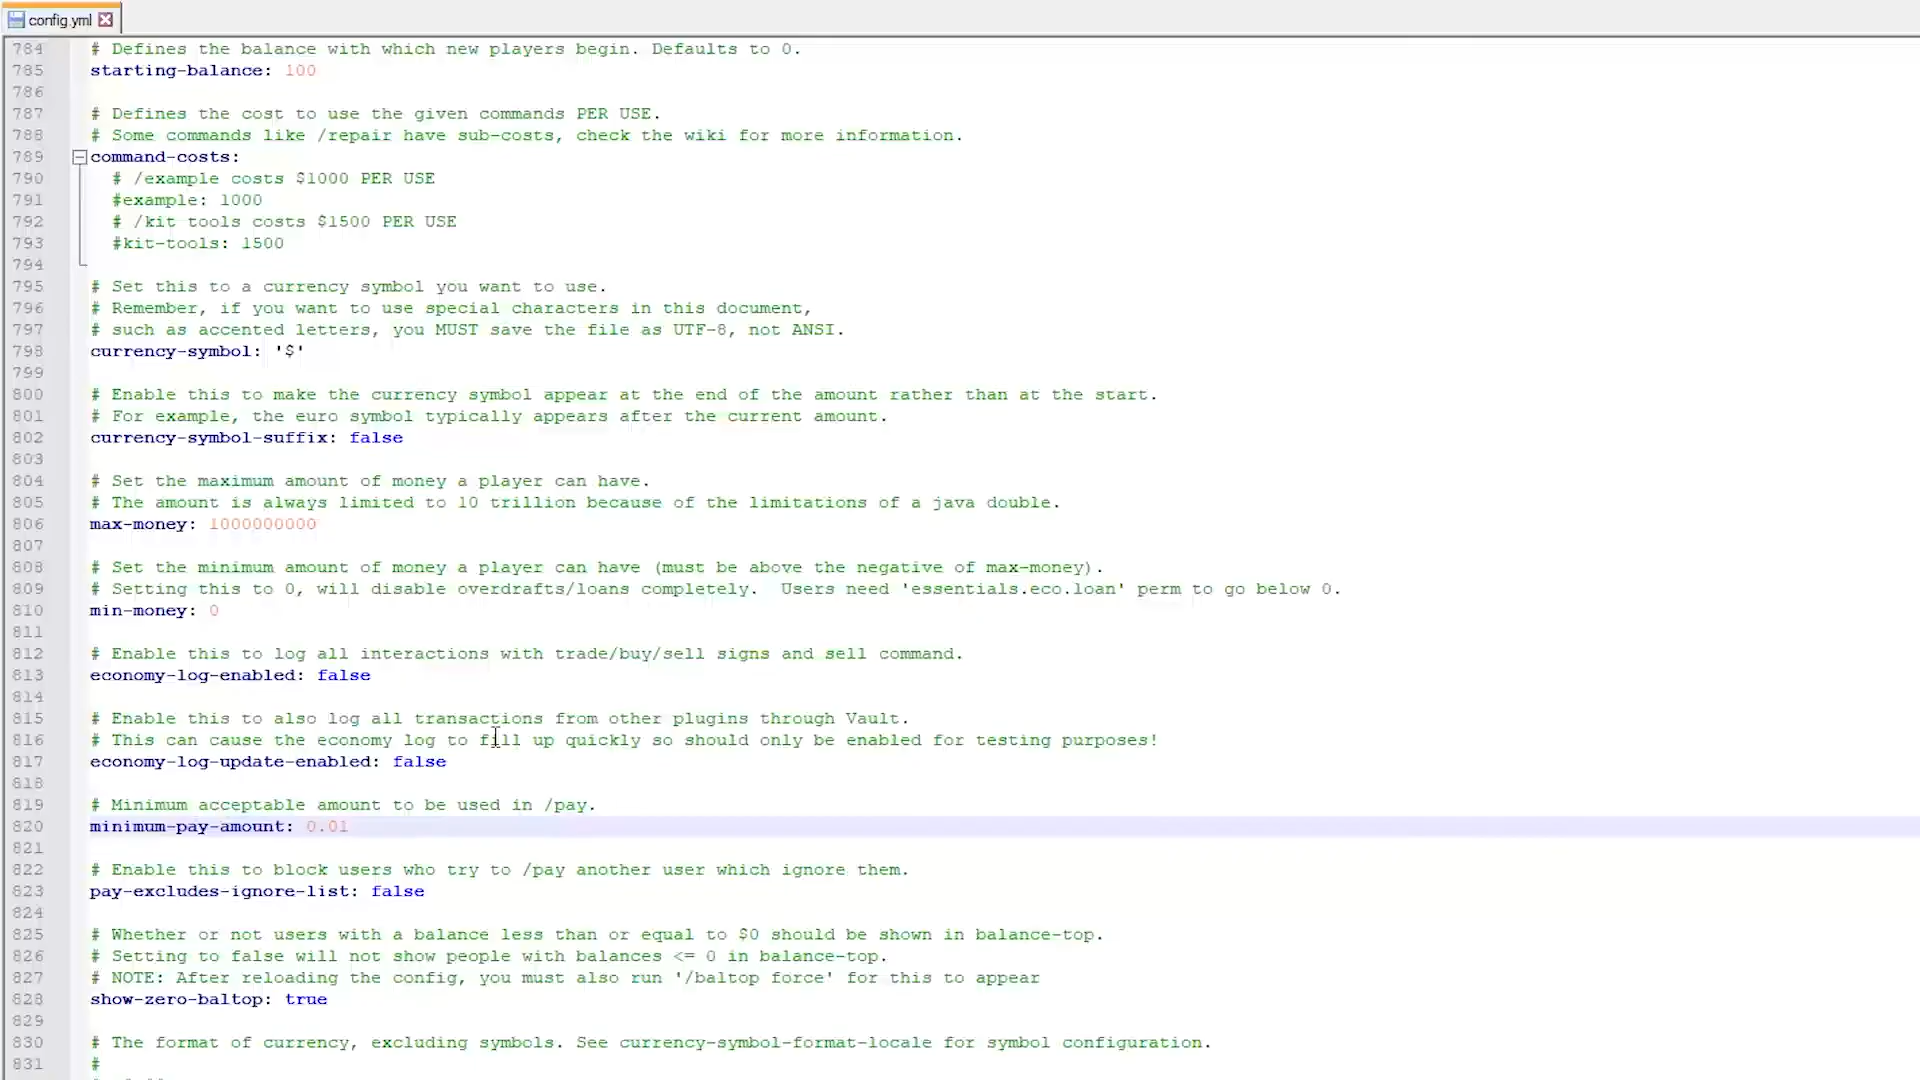 config.yml
784 # Defines the balance with which new players begin. Defaults to 0.
785 starting-balance: 100
786
787 # Defines the cost to use the given commands PER USE.
788 # Some commands like /repair have sub-costs, check the wiki for more information.
789 command-costs:
790 # /example costs $1000 PER USE
791 #example: 1000
792 # /kit tools costs $1500 PER USE
793 #kit-tools: 1500
794
795 # Set this to a currency symbol you want to use.
796 # Remember, if you want to use special characters in this document,
797 # such as accented letters, you MUST save the file as UTF-8, not ANSI.
798 currency-symbol: '$'
799
800 # Enable this to make the currency symbol appear at the end of the amount rather than at the start.
801 # For example, the euro symbol typically appears after the current amount.
802 currency-symbol-suffix: false
803
804 # Set the maximum amount of money a player can have.
805 # The amount is always limited to 10 trillion because of the limitations of a java double.
806 max-money: 1000000000
807
808 # Set the minimum amount of money a player can have (must be above the negative of max-money).
809 # Setting this to 0, will disable overdrafts/loans completely.  Users need 'essentials.eco.loan' perm to go below 0.
810 min-money: 0
811
812 # Enable this to log all interactions with trade/buy/sell signs and sell command.
813 economy-log-enabled: false
814
815 # Enable this to also log all transactions from other plugins through Vault.
816 # This can cause the economy log to fill up quickly so should only be enabled for testing purposes!
817 economy-log-update-enabled: false
818
819 # Minimum acceptable amount to be used in /pay.
820 minimum-pay-amount: 0.01
821
822 # Enable this to block users who try to /pay another user which ignore them.
823 pay-excludes-ignore-list: false
824
825 # Whether or not users with a balance less than or equal to $0 should be shown in balance-top.
826 # Setting to false will not show people with balances <= 0 in balance-top.
827 # NOTE: After reloading the config, you must also run '/baltop force' for this to appear
828 show-zero-baltop: true
829
830 # The format of currency, excluding symbols. See currency-symbol-format-locale for symbol configuration.
831 #